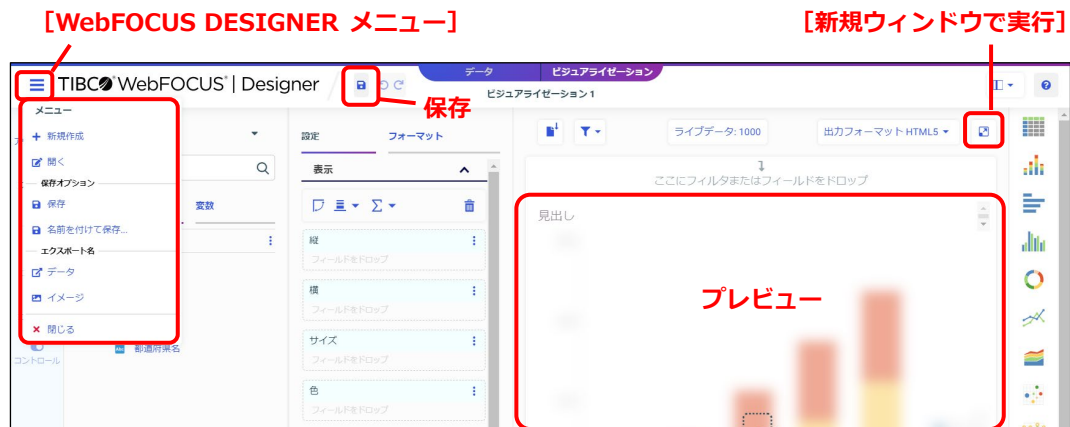 ［WebFOCUS DESIGNER メニュー］
［新規ウィンドウで実行］
TIBCO WebFOCUS | Designer
データ
ビジュアライゼーション
ビジュアライゼーション 1
保存
メニュー
新規作成
開く
保存オプション
保存
名前を付けて保存...
エクスポート名
データ
イメージ
閉じる
変数
都道府県名
コントロール
設定
フォーマット
表示
縦
フィールドをドロップ
横
フィールドをドロップ
サイズ
フィールドをドロップ
色
フィールドをドロップ
ライブデータ: 1000
出力フォーマット HTML5
ここにフィルタまたはフィールドをドロップ
見出し
プレビュー